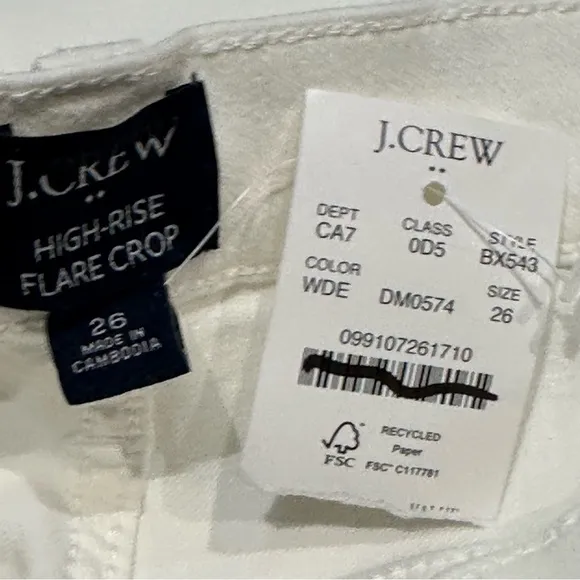 J.CREW
HIGH-RISE
FLARE CROP
26
MADE IN
CAMBODIA
J.CREW
DEPT CLASS STYLE
CA7 0D5 BX543
COLOR SIZE
WDE DM0574 26
099107261710
FSC
RECYCLED
Paper
FSC™ C117781